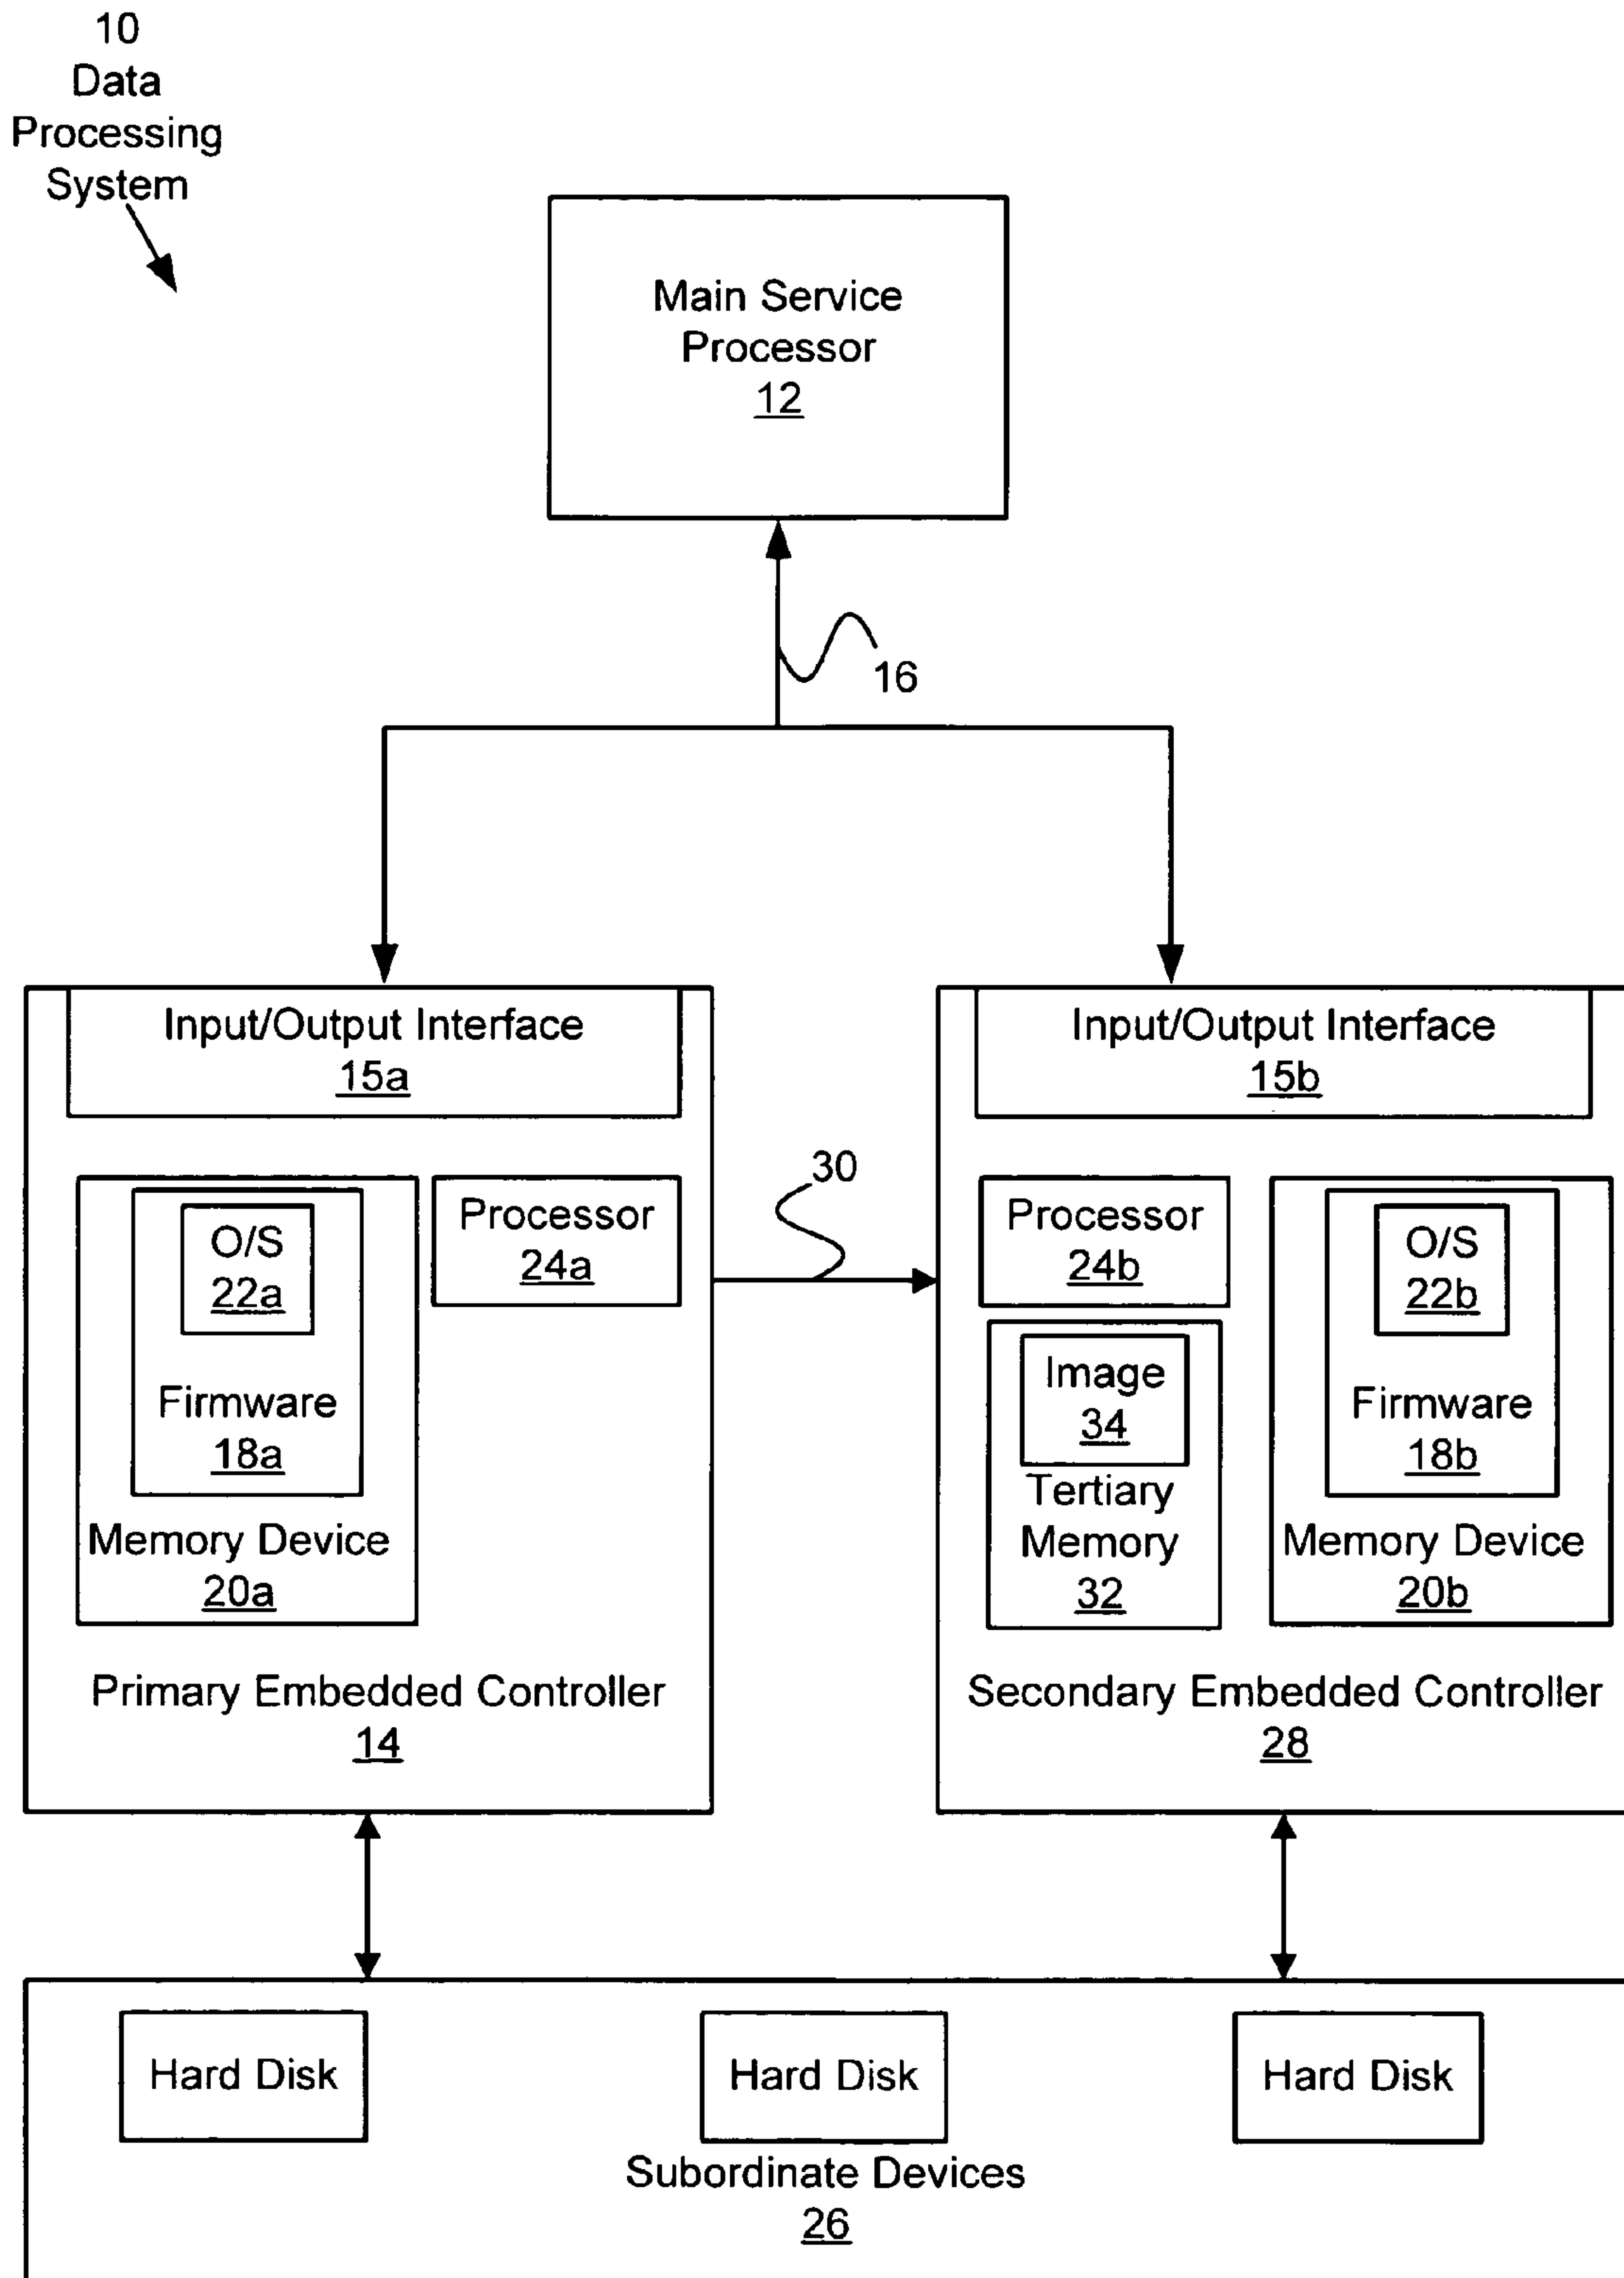 10
Data
Processing
System
Main Service
Processor
12
16
Input/Output Interface
15a
Input/Output Interface
15b
30
O/S
22a
Firmware
18a
Memory Device
20a
Processor
24a
Primary Embedded Controller
14
Processor
24b
Image
34
Tertiary
Memory
32
O/S
22b
Firmware
18b
Memory Device
20b
Secondary Embedded Controller
28
Hard Disk
Hard Disk
Hard Disk
Subordinate Devices
26